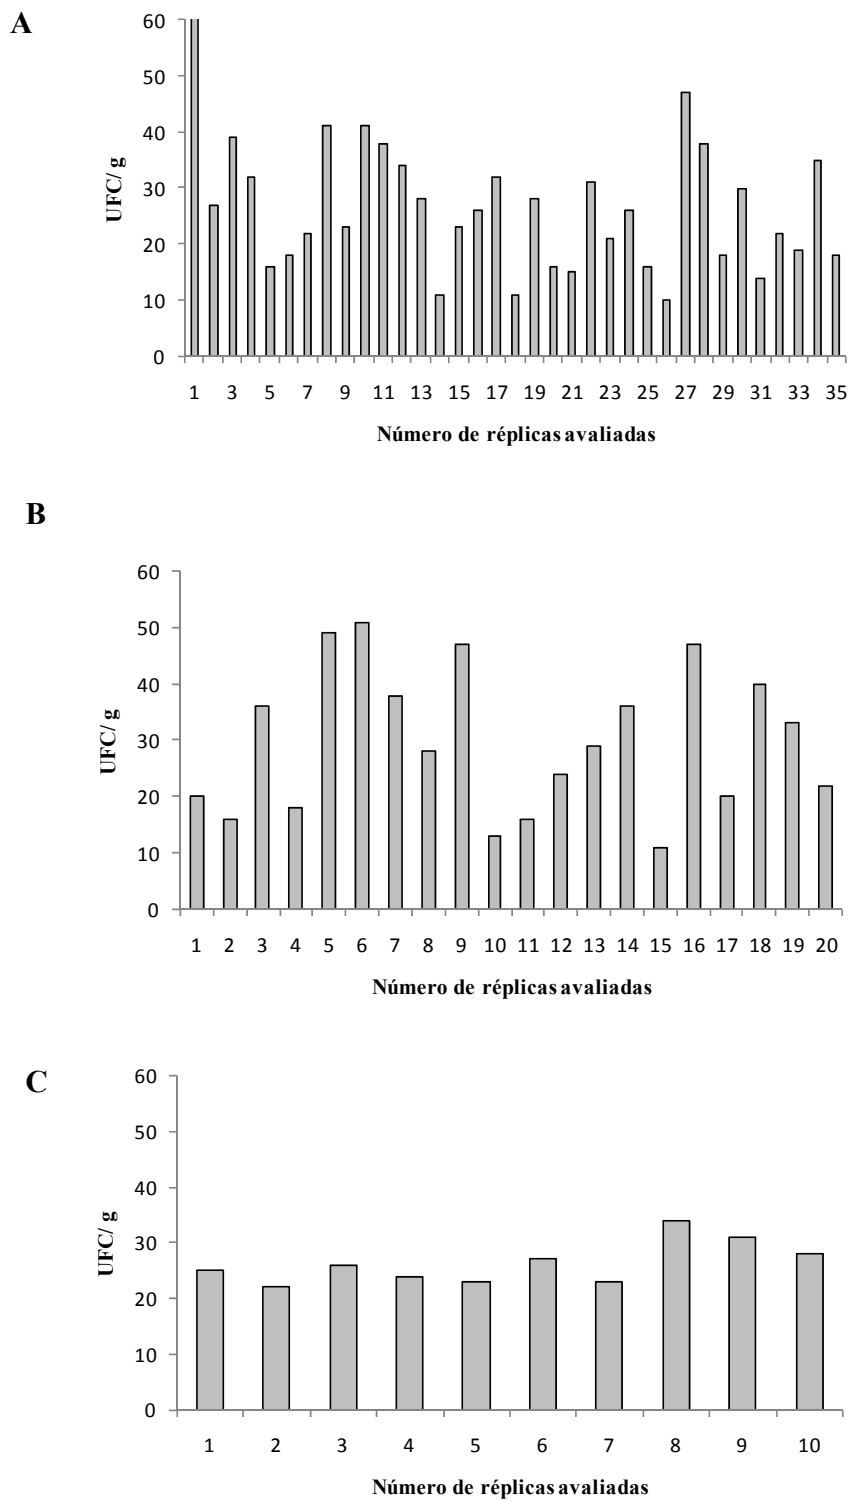 A
60
50
40
30
20
10
0
UFC/ g
1 3 5 7 9 11 13 15 17 19 21 23 25 27 29 31 33 35
Número de réplicas avaliadas
B
60
50
40
30
20
10
0
UFC/ g
1 2 3 4 5 6 7 8 9 10 11 12 13 14 15 16 17 18 19 20
Número de réplicas avaliadas
C
60
50
40
30
20
10
0
UFC/ g
1 2 3 4 5 6 7 8 9 10
Número de réplicas avaliadas